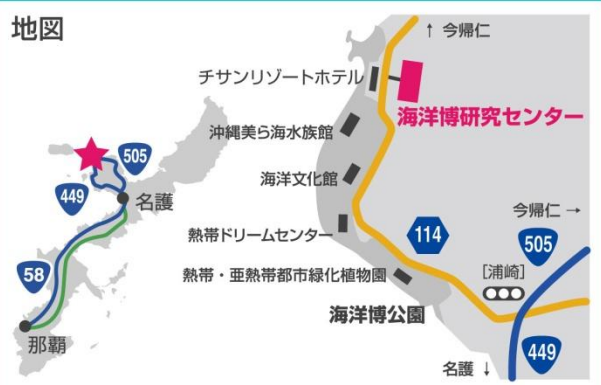 地図
505
449
名護
58
那覇
↑ 今帰仁
チサンリゾートホテル
海洋博研究センター
沖縄美ら海水族館
海洋文化館
熱帯ドリームセンター
114
今帰仁 →
505
熱帯・亜熱帯都市緑化植物園
[浦崎]
海洋博公園
449
名護 ↓